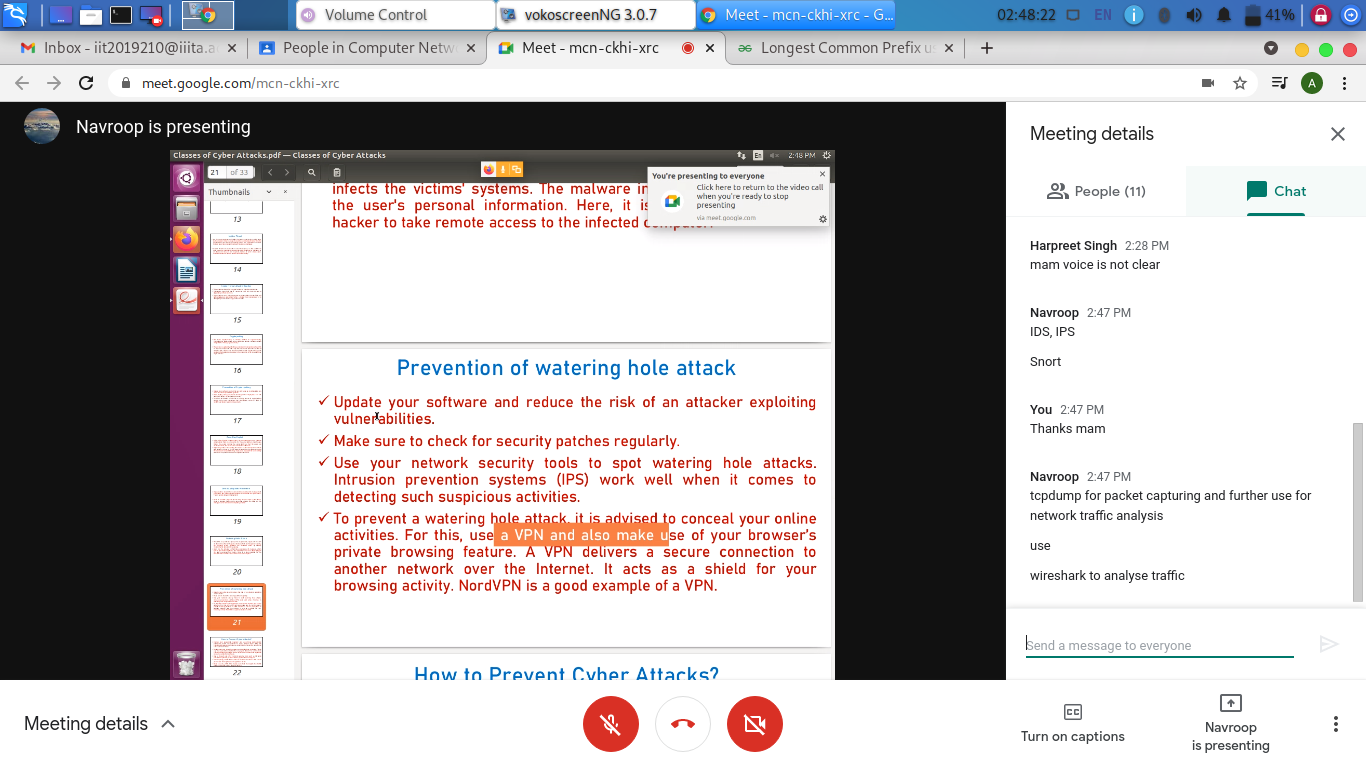 Volume Control
vokoscreenNG 3.0.7
Meet - mcn-ckhi-xrc - G...
02:48:22
EN
41%
Inbox - iit2019210@iiita.a
People in Computer Netw
Meet - mcn-ckhi-xrc
Longest Common Prefix u
meet.google.com/mcn-ckhi-xrc
A
Navroop is presenting
Classes of Cyber Attacks.pdf — Classes of Cyber Attacks
En
2:48 PM
21 of 33
Thumbnails
13
14
15
16
17
18
19
20
21
22
You're presenting to everyone
Click here to return to the video call
when you're ready to stop
presenting
via meet.google.com
infects the victims' systems. The malware in
the user's personal information. Here, it is
hacker to take remote access to the infected computer.
Prevention of watering hole attack
✓ Update your software and reduce the risk of an attacker exploiting
vulnerabilities.
✓ Make sure to check for security patches regularly.
✓ Use your network security tools to spot watering hole attacks.
Intrusion prevention systems (IPS) work well when it comes to
detecting such suspicious activities.
✓ To prevent a watering hole attack, it is advised to conceal your online
activities. For this, use a VPN and also make use of your browser's
private browsing feature. A VPN delivers a secure connection to
another network over the Internet. It acts as a shield for your
browsing activity. NordVPN is a good example of a VPN.
How to Prevent Cyber Attacks?
Meeting details
People (11)
Chat
Harpreet Singh 2:28 PM
mam voice is not clear
Navroop 2:47 PM
IDS, IPS
Snort
You 2:47 PM
Thanks mam
Navroop 2:47 PM
tcpdump for packet capturing and further use for
network traffic analysis
use
wireshark to analyse traffic
Send a message to everyone
Meeting details
CC
Turn on captions
Navroop
is presenting